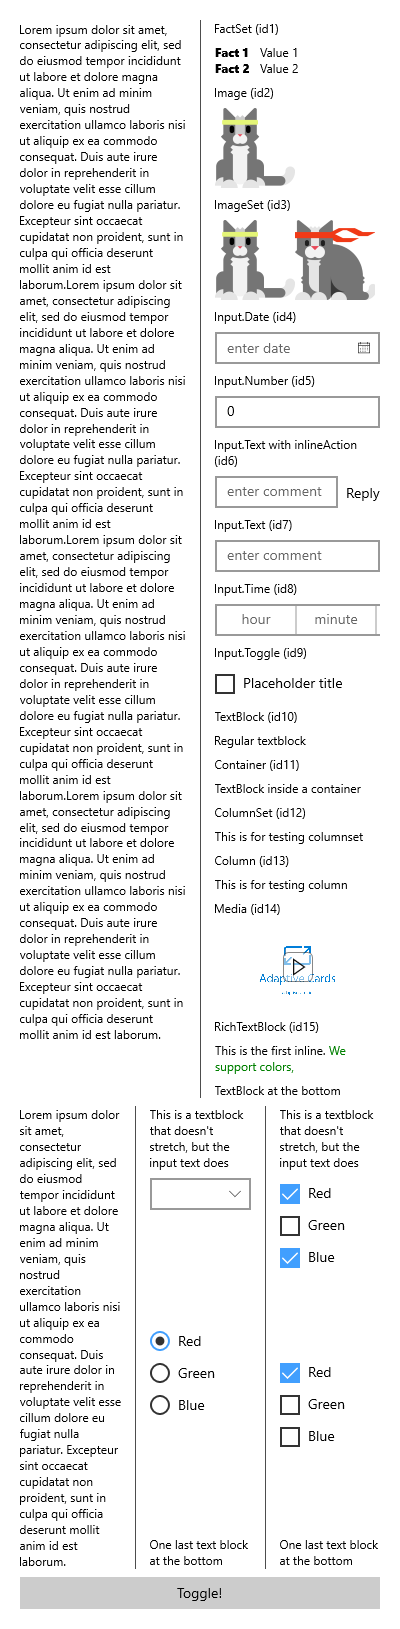 Lorem ipsum dolor sit amet,
consectetur adipiscing elit, sed
do eiusmod tempor incididunt
ut labore et dolore magna
aliqua. Ut enim ad minim
veniam, quis nostrud
exercitation ullamco laboris nisi
ut aliquip ex ea commodo
consequat. Duis aute irure
dolor in reprehenderit in
voluptate velit esse cillum
dolore eu fugiat nulla pariatur.
Excepteur sint occaecat
cupidatat non proident, sunt in
culpa qui officia deserunt
mollit anim id est
laborum.Lorem ipsum dolor sit
amet, consectetur adipiscing
elit, sed do eiusmod tempor
incididunt ut labore et dolore
magna aliqua. Ut enim ad
minim veniam, quis nostrud
exercitation ullamco laboris nisi
ut aliquip ex ea commodo
consequat. Duis aute irure
dolor in reprehenderit in
voluptate velit esse cillum
dolore eu fugiat nulla pariatur.
Excepteur sint occaecat
cupidatat non proident, sunt in
culpa qui officia deserunt
mollit anim id est
laborum.Lorem ipsum dolor sit
amet, consectetur adipiscing
elit, sed do eiusmod tempor
incididunt ut labore et dolore
magna aliqua. Ut enim ad
minim veniam, quis nostrud
exercitation ullamco laboris nisi
ut aliquip ex ea commodo
consequat. Duis aute irure
dolor in reprehenderit in
voluptate velit esse cillum
dolore eu fugiat nulla pariatur.
Excepteur sint occaecat
cupidatat non proident, sunt in
culpa qui officia deserunt
mollit anim id est
laborum.Lorem ipsum dolor sit
amet, consectetur adipiscing
elit, sed do eiusmod tempor
incididunt ut labore et dolore
magna aliqua. Ut enim ad
minim veniam, quis nostrud
exercitation ullamco laboris nisi
ut aliquip ex ea commodo
consequat. Duis aute irure
dolor in reprehenderit in
voluptate velit esse cillum
dolore eu fugiat nulla pariatur.
Excepteur sint occaecat
cupidatat non proident, sunt in
culpa qui officia deserunt
mollit anim id est laborum.
FactSet (id1)
Fact 1 Value 1
Fact 2 Value 2
Image (id2)
ImageSet (id3)
Input.Date (id4)
enter date
Input.Number (id5)
0
Input.Text with inlineAction
(id6)
enter comment Reply
Input.Text (id7)
enter comment
Input.Time (id8)
hour minute
Input.Toggle (id9)
Placeholder title
TextBlock (id10)
Regular textblock
Container (id11)
TextBlock inside a container
ColumnSet (id12)
This is for testing columnset
Column (id13)
This is for testing column
Media (id14)
Adaptive Cards
RichTextBlock (id15)
This is the first inline. We
support colors,
TextBlock at the bottom
Lorem ipsum dolor
sit amet,
consectetur
adipiscing elit, sed
do eiusmod
tempor incididunt
ut labore et dolore
magna aliqua. Ut
enim ad minim
veniam, quis
nostrud
exercitation
ullamco laboris nisi
ut aliquip ex ea
commodo
consequat. Duis
aute irure dolor in
reprehenderit in
voluptate velit esse
cillum dolore eu
fugiat nulla
pariatur. Excepteur
sint occaecat
cupidatat non
proident, sunt in
culpa qui officia
deserunt mollit
anim id est
laborum.
This is a textblock
that doesn't
stretch, but the
input text does
Red
Green
Blue
One last text block
at the bottom
This is a textblock
that doesn't
stretch, but the
input text does
Red
Green
Blue
Red
Green
Blue
One last text block
at the bottom
Toggle!